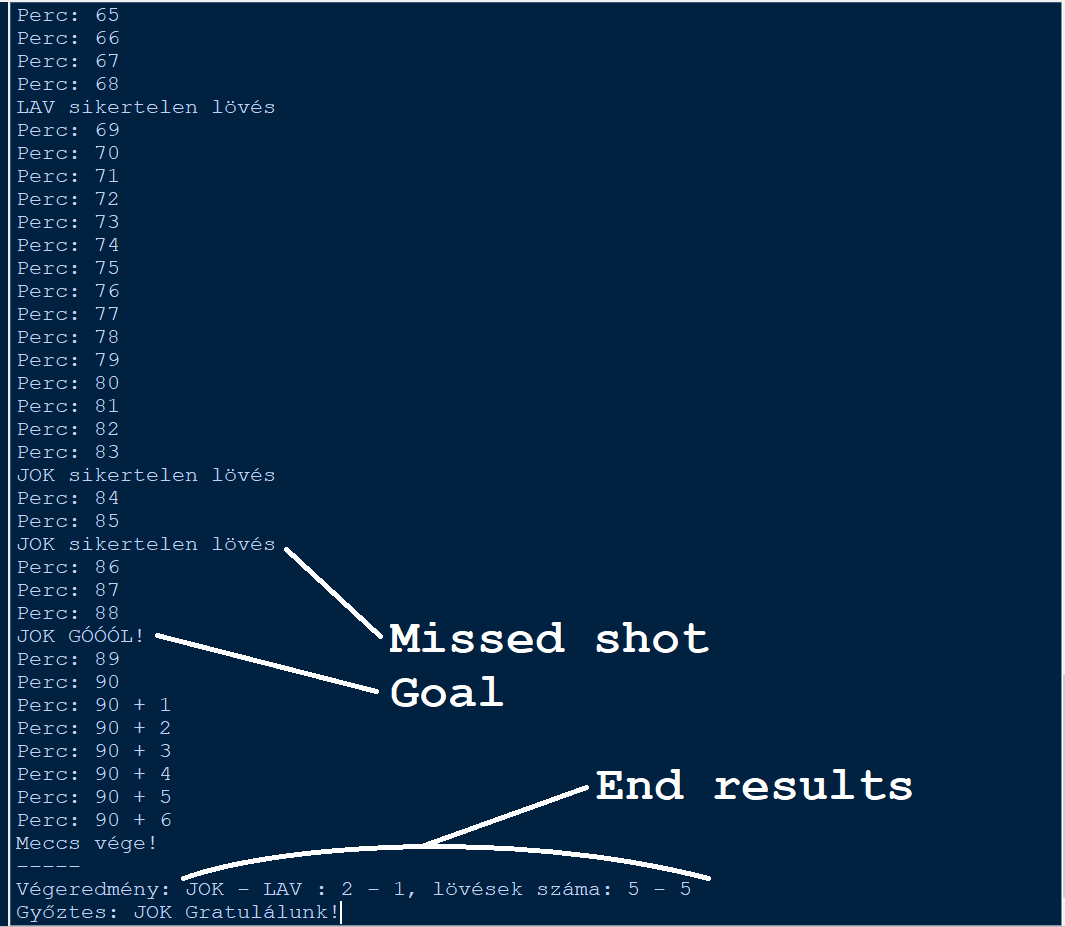 Perc: 65
Perc: 66
Perc: 67
Perc: 68
LAV sikertelen lövés
Perc: 69
Perc: 70
Perc: 71
Perc: 72
Perc: 73
Perc: 74
Perc: 75
Perc: 76
Perc: 77
Perc: 78
Perc: 79
Perc: 80
Perc: 81
Perc: 82
Perc: 83
JOK sikertelen lövés
Perc: 84
Perc: 85
JOK sikertelen lövés
Perc: 86
Perc: 87
Perc: 88
Missed shot
JOK GÓÓÓL!
Perc: 89
Perc: 90
Goal
Perc: 90 + 1
Perc: 90 + 2
Perc: 90 + 3
Perc: 90 + 4
End results
Perc: 90 + 5
Perc: 90 + 6
Meccs vége!
-----
Végeredmény: JOK - LAV : 2 - 1, lövések száma: 5 - 5
Győztes: JOK Gratulálunk!